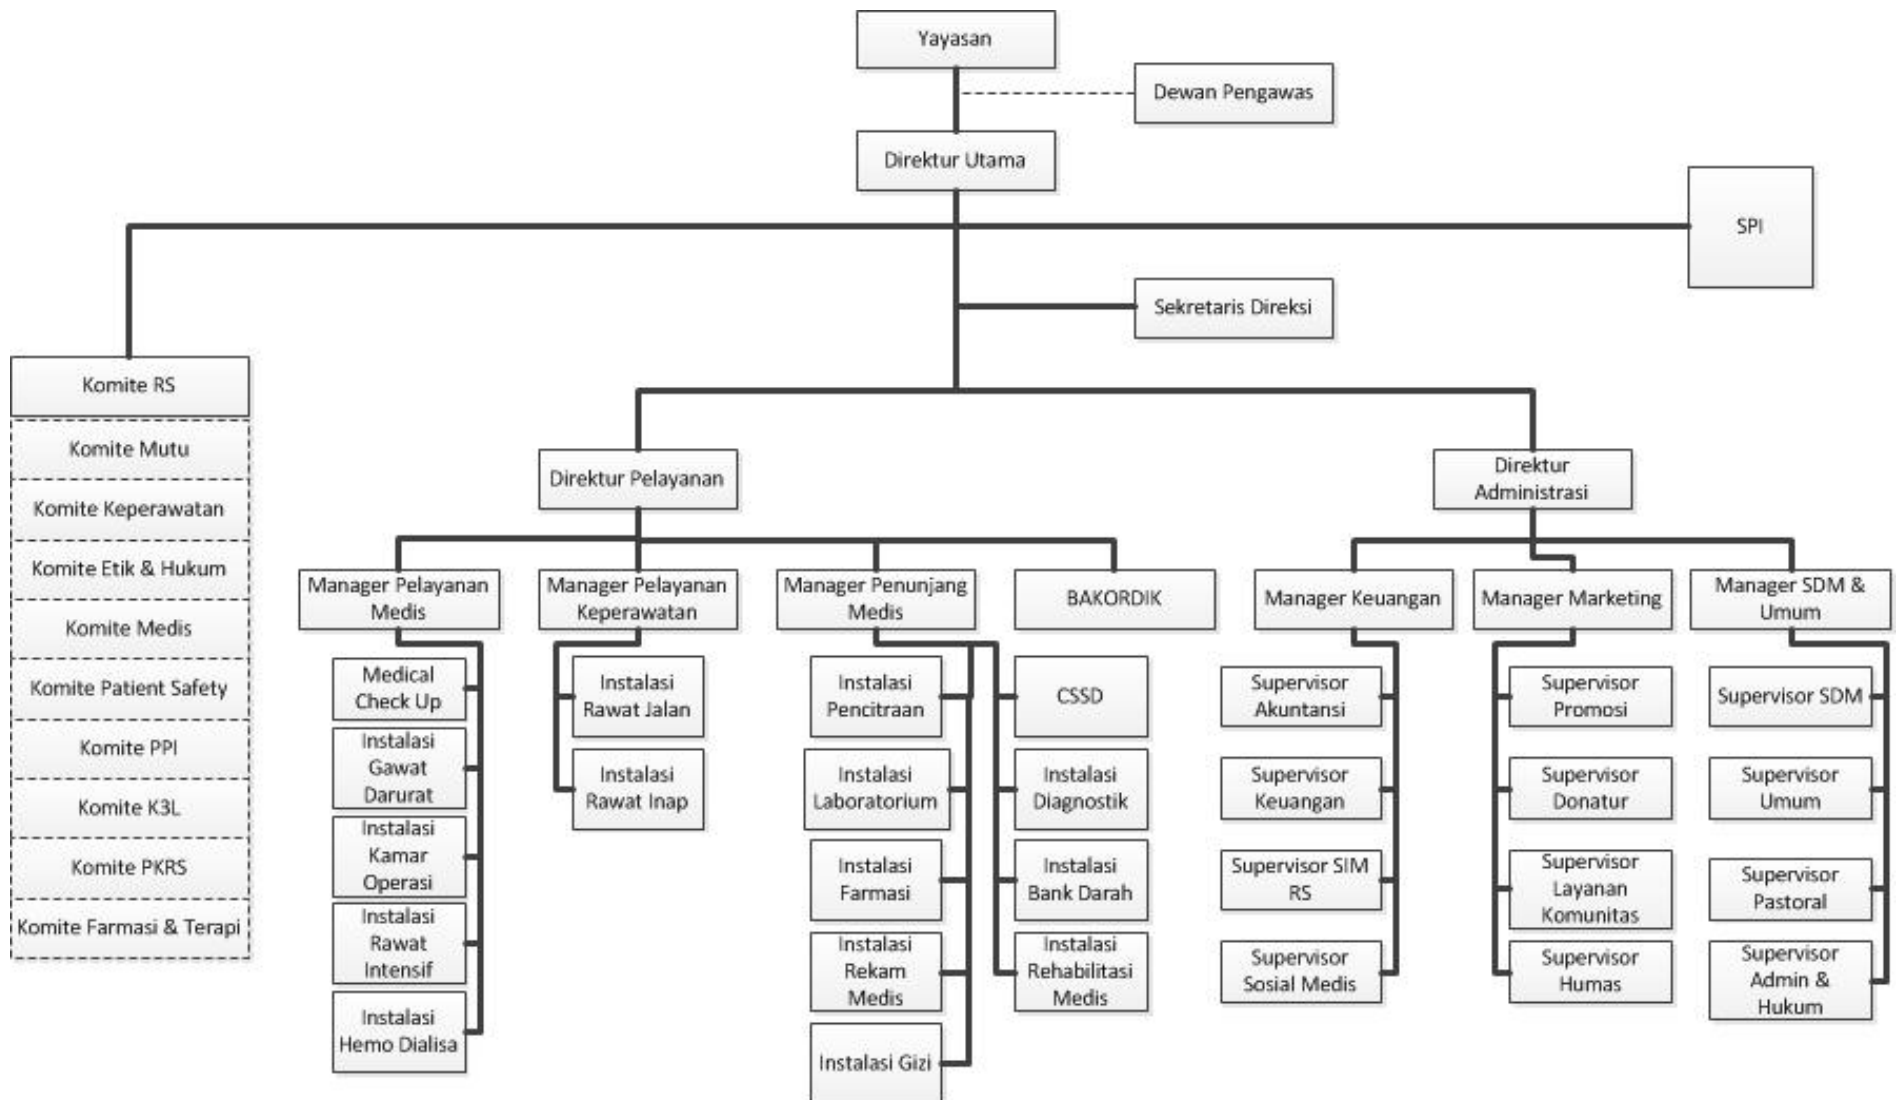 Yayasan
Dewan Pengawas
Direktur Utama
SPI
Sekretaris Direksi
Komite RS
Komite Mutu
Komite Keperawatan
Komite Etik & Hukum
Komite Medis
Komite Patient Safety
Komite PPI
Komite K3L
Komite PKRS
Komite Farmasi & Terapi
Direktur Pelayanan
Direktur
Administrasi
Manager Pelayanan
Medis
Manager Pelayanan
Keperawatan
Manager Penunjang
Medis
BAKORDIK
Manager Keuangan
Manager Marketing
Manager SDM &
Umum
Medical
Check Up
Instalasi
Gawat
Darurat
Instalasi
Kamar
Operasi
Instalasi
Rawat
Intensif
Instalasi
Hemo Dialisa
Instalasi
Rawat Jalan
Instalasi
Rawat Inap
Instalasi
Pencitraan
Instalasi
Laboratorium
Instalasi
Farmasi
Instalasi
Rekam
Medis
Instalasi Gizi
CSSD
Instalasi
Diagnostik
Instalasi
Bank Darah
Instalasi
Rehabilitasi
Medis
Supervisor
Akuntansi
Supervisor
Keuangan
Supervisor SIM
RS
Supervisor
Sosial Medis
Supervisor
Promosi
Supervisor
Donatur
Supervisor
Layanan
Komunitas
Supervisor
Humas
Supervisor SDM
Supervisor
Umum
Supervisor
Pastoral
Supervisor
Admin &
Hukum